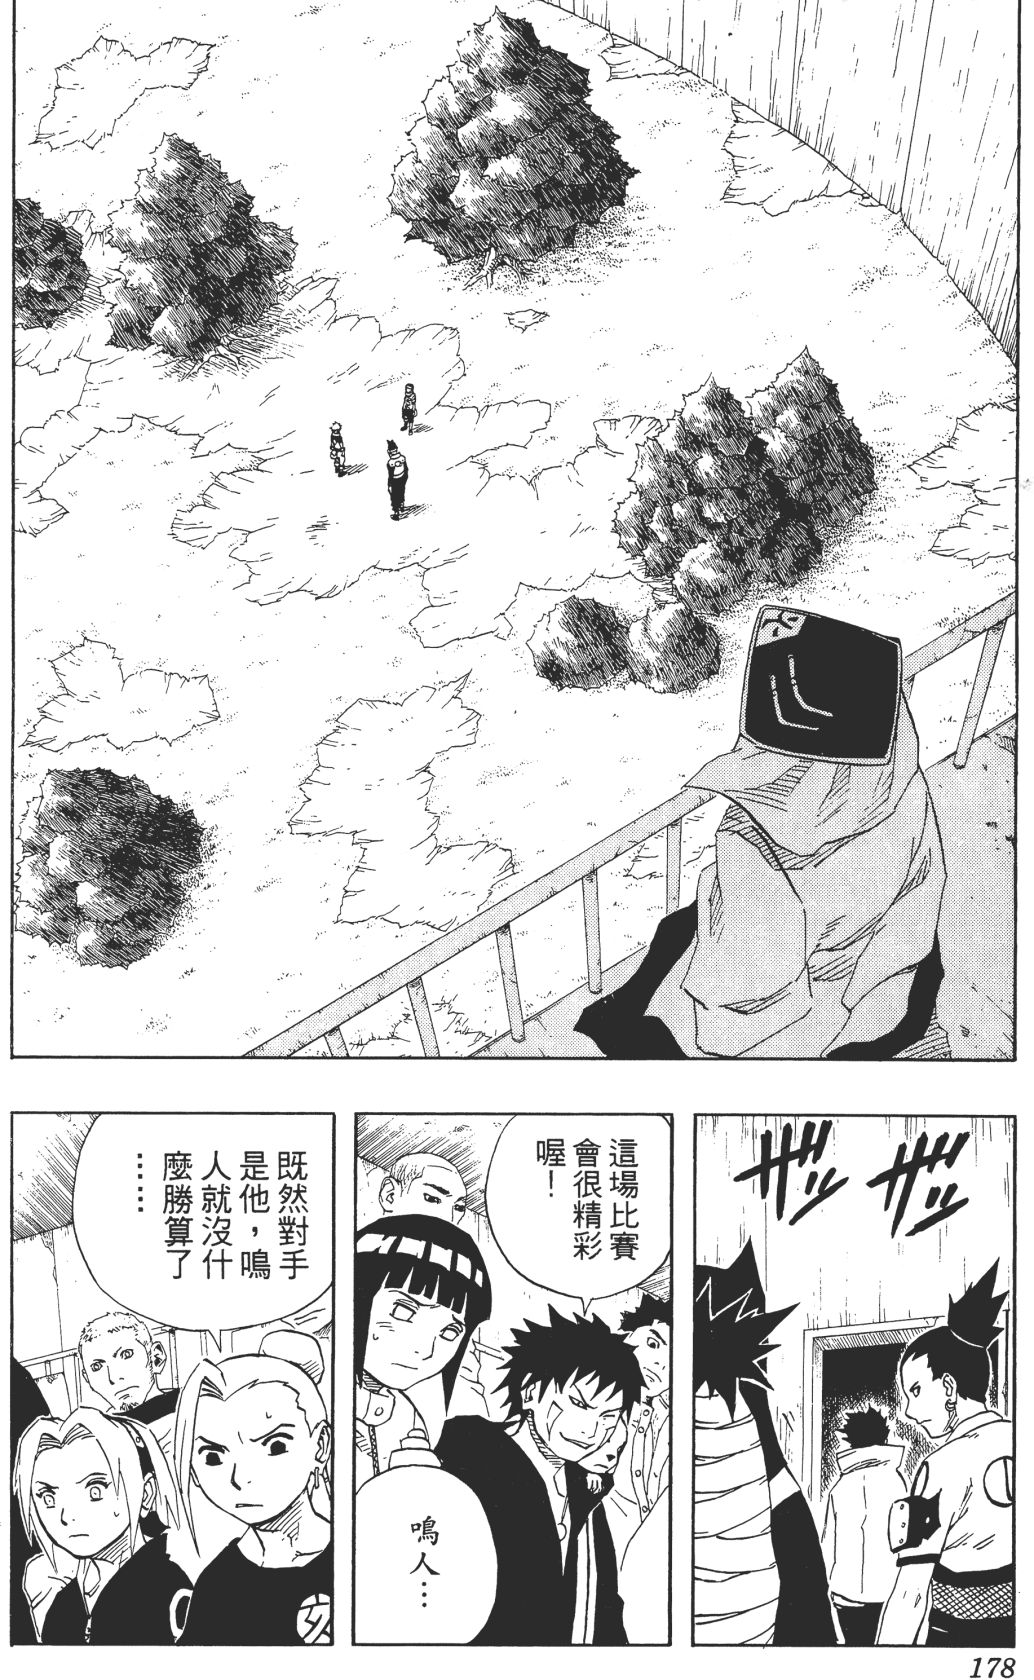 ザッ
ザッ
這場比賽
會很精彩
喔！
鳴人…
既然對手
是他，鳴
人就沒什
麼勝算了
……
178